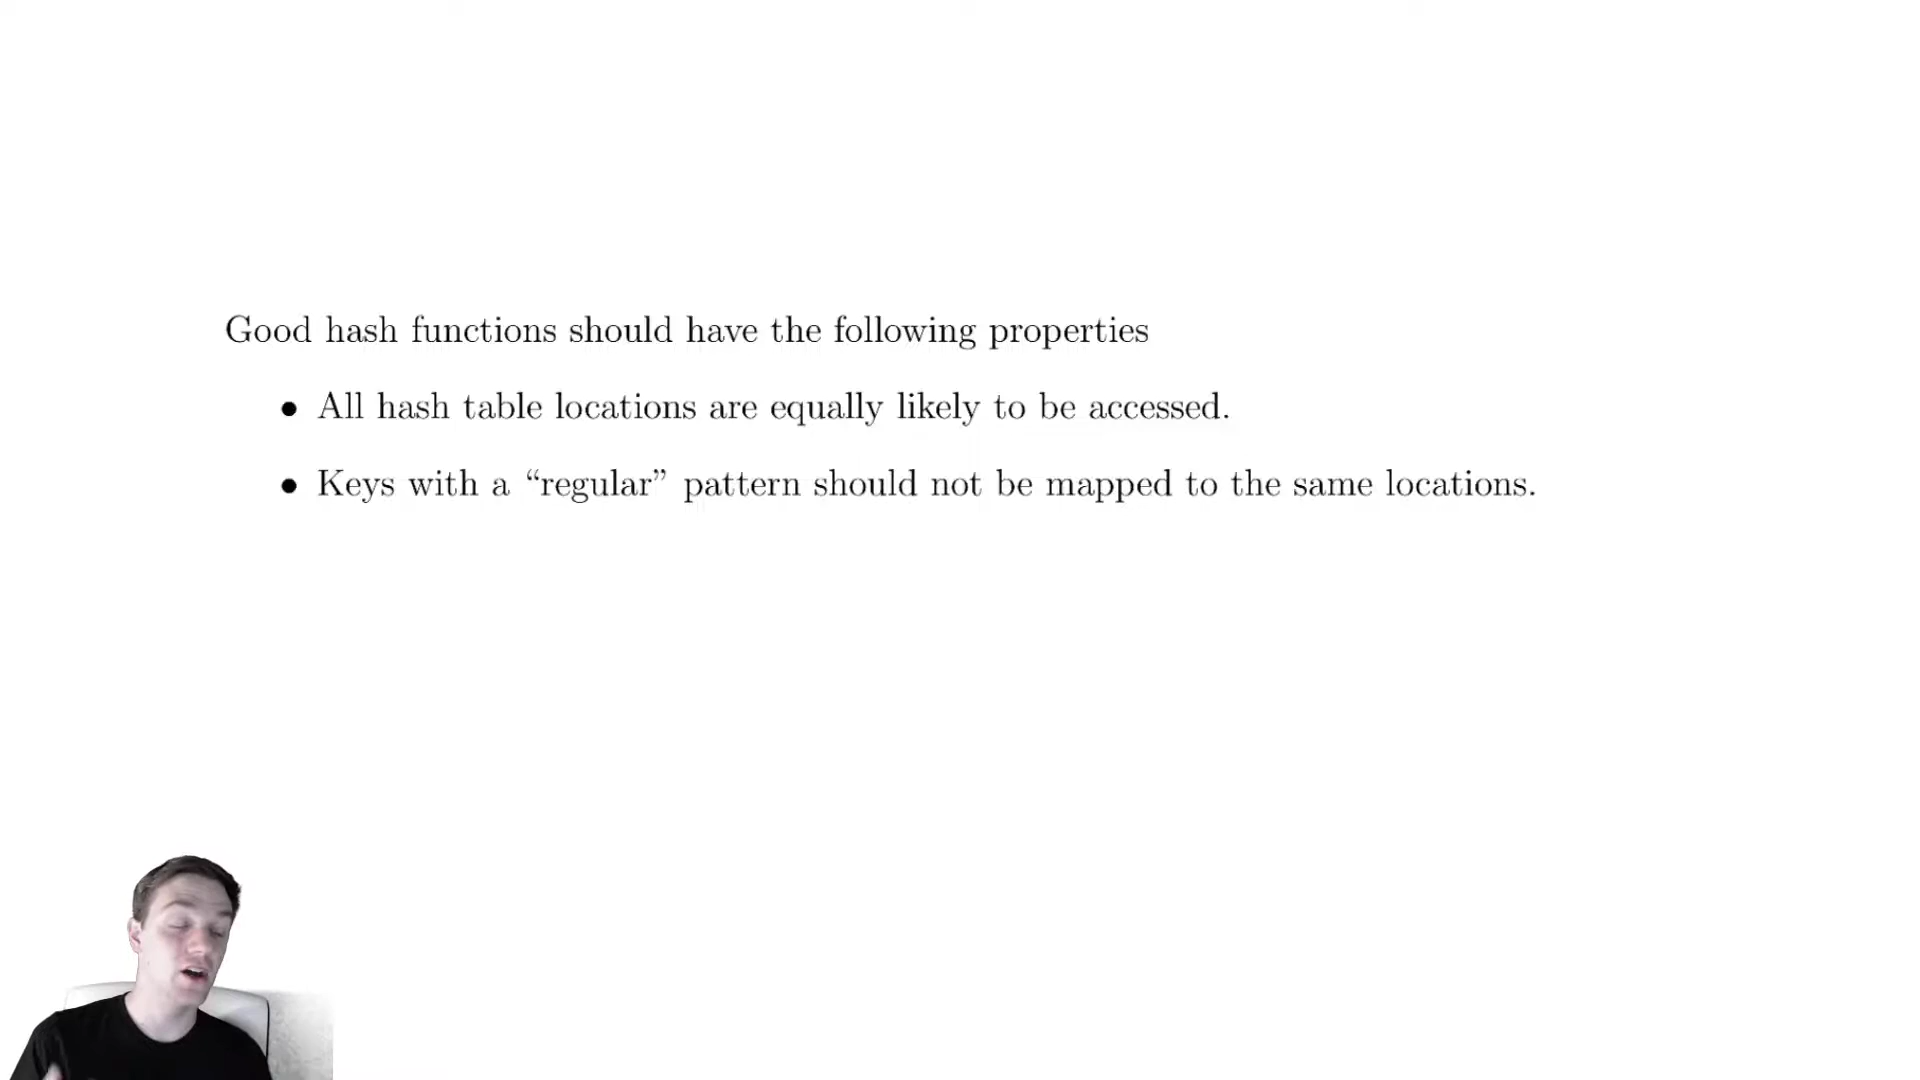 Good hash functions should have the following properties
• All hash table locations are equally likely to be accessed.
• Keys with a “regular” pattern should not be mapped to the same locations.